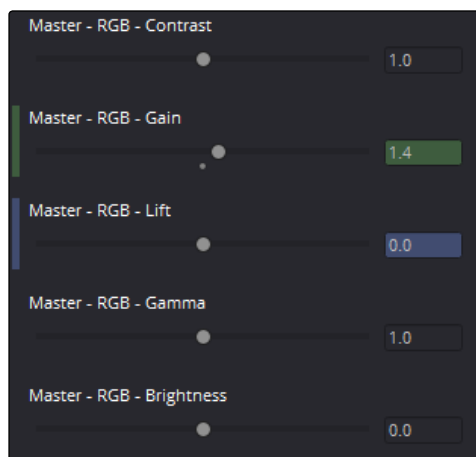 Master - RGB - Contrast
1.0
Master - RGB - Gain
1.4
Master - RGB - Lift
0.0
Master - RGB - Gamma
1.0
Master - RGB - Brightness
0.0